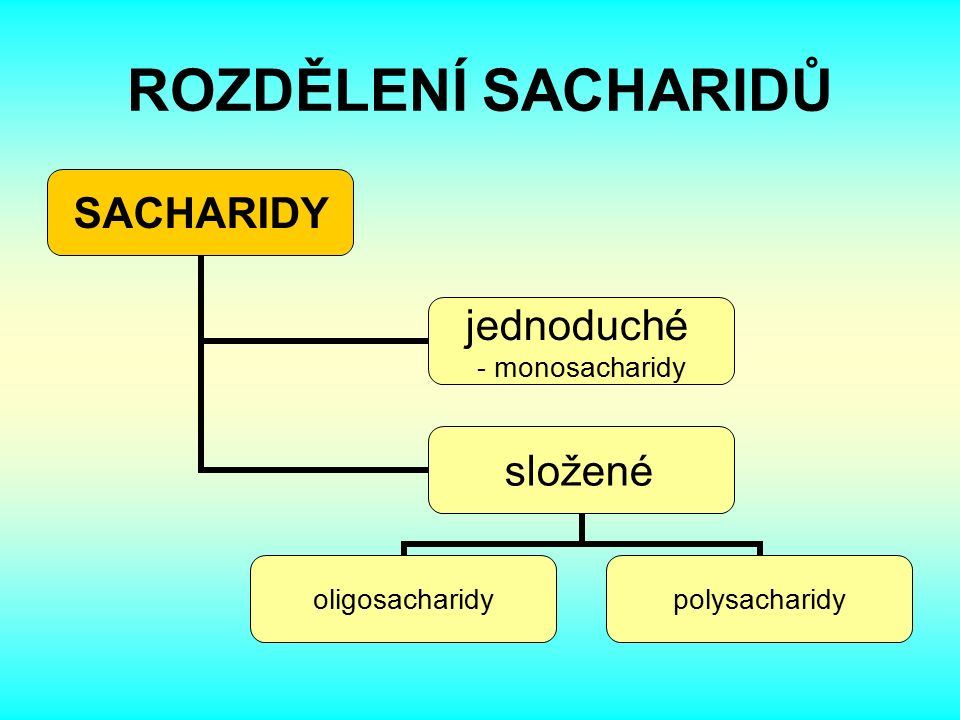 ROZDĚLENÍ SACHARIDŮ
SACHARIDY
jednoduché
- monosacharidy
složené
oligosacharidy
polysacharidy